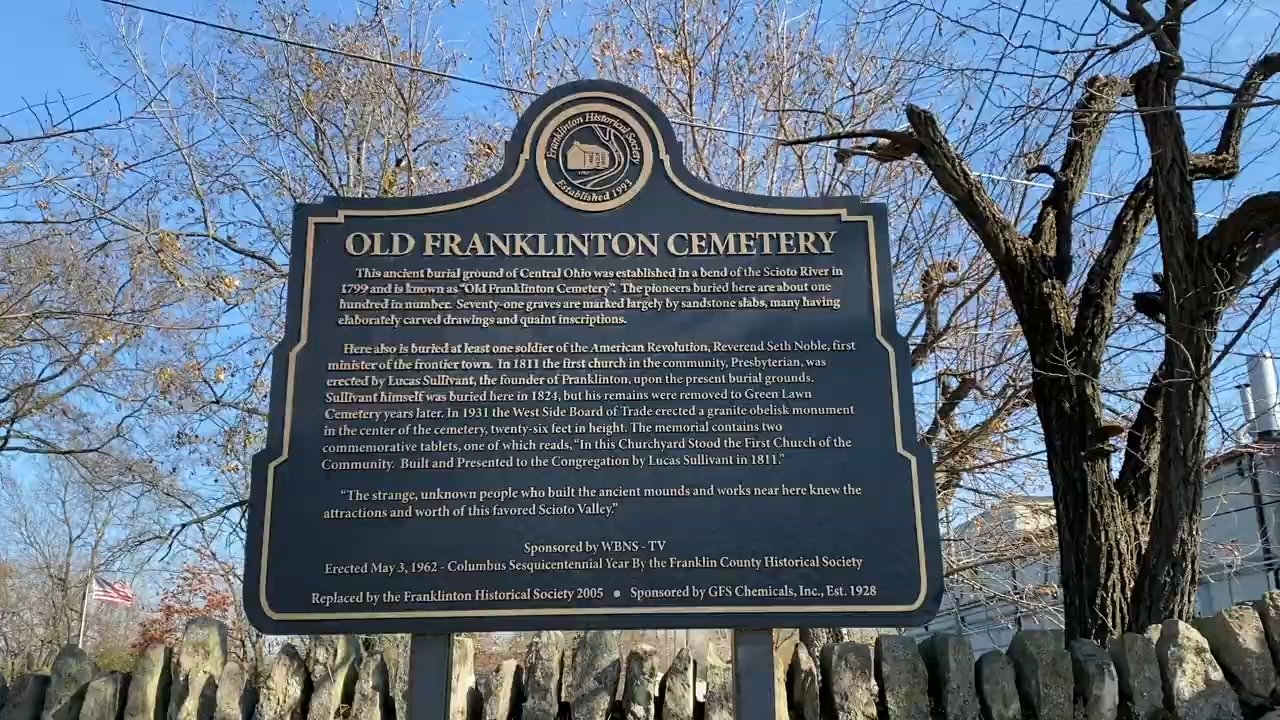 Franklinton Historical Society
1797
Established 1993
OLD FRANKLINTON CEMETERY
This ancient burial ground of Central Ohio was established in a bend of the Scioto River in
1799 and is known as "Old Franklinton Cemetery". The pioneers buried here are about one
hundred in number. Seventy-one graves are marked largely by sandstone slabs, many having
elaborately carved drawings and quaint inscriptions.
Here also is buried at least one soldier of the American Revolution, Reverend Seth Noble, first
minister of the frontier town. In 1811 the first church in the community, Presbyterian, was
erected by Lucas Sullivant, the founder of Franklinton, upon the present burial grounds.
Sullivant himself was buried here in 1824, but his remains were removed to Green Lawn
Cemetery years later. In 1931 the West Side Board of Trade erected a granite obelisk monument
in the center of the cemetery, twenty-six feet in height. The memorial contains two
commemorative tablets, one of which reads, "In this Churchyard Stood the First Church of the
Community. Built and Presented to the Congregation by Lucas Sullivant in 1811."
"The strange, unknown people who built the ancient mounds and works near here knew the
attractions and worth of this favored Scioto Valley."
Sponsored by WBNS - TV
Erected May 3, 1962 - Columbus Sesquicentennial Year By the Franklin County Historical Society
Replaced by the Franklinton Historical Society 2005 • Sponsored by GFS Chemicals, Inc., Est. 1928